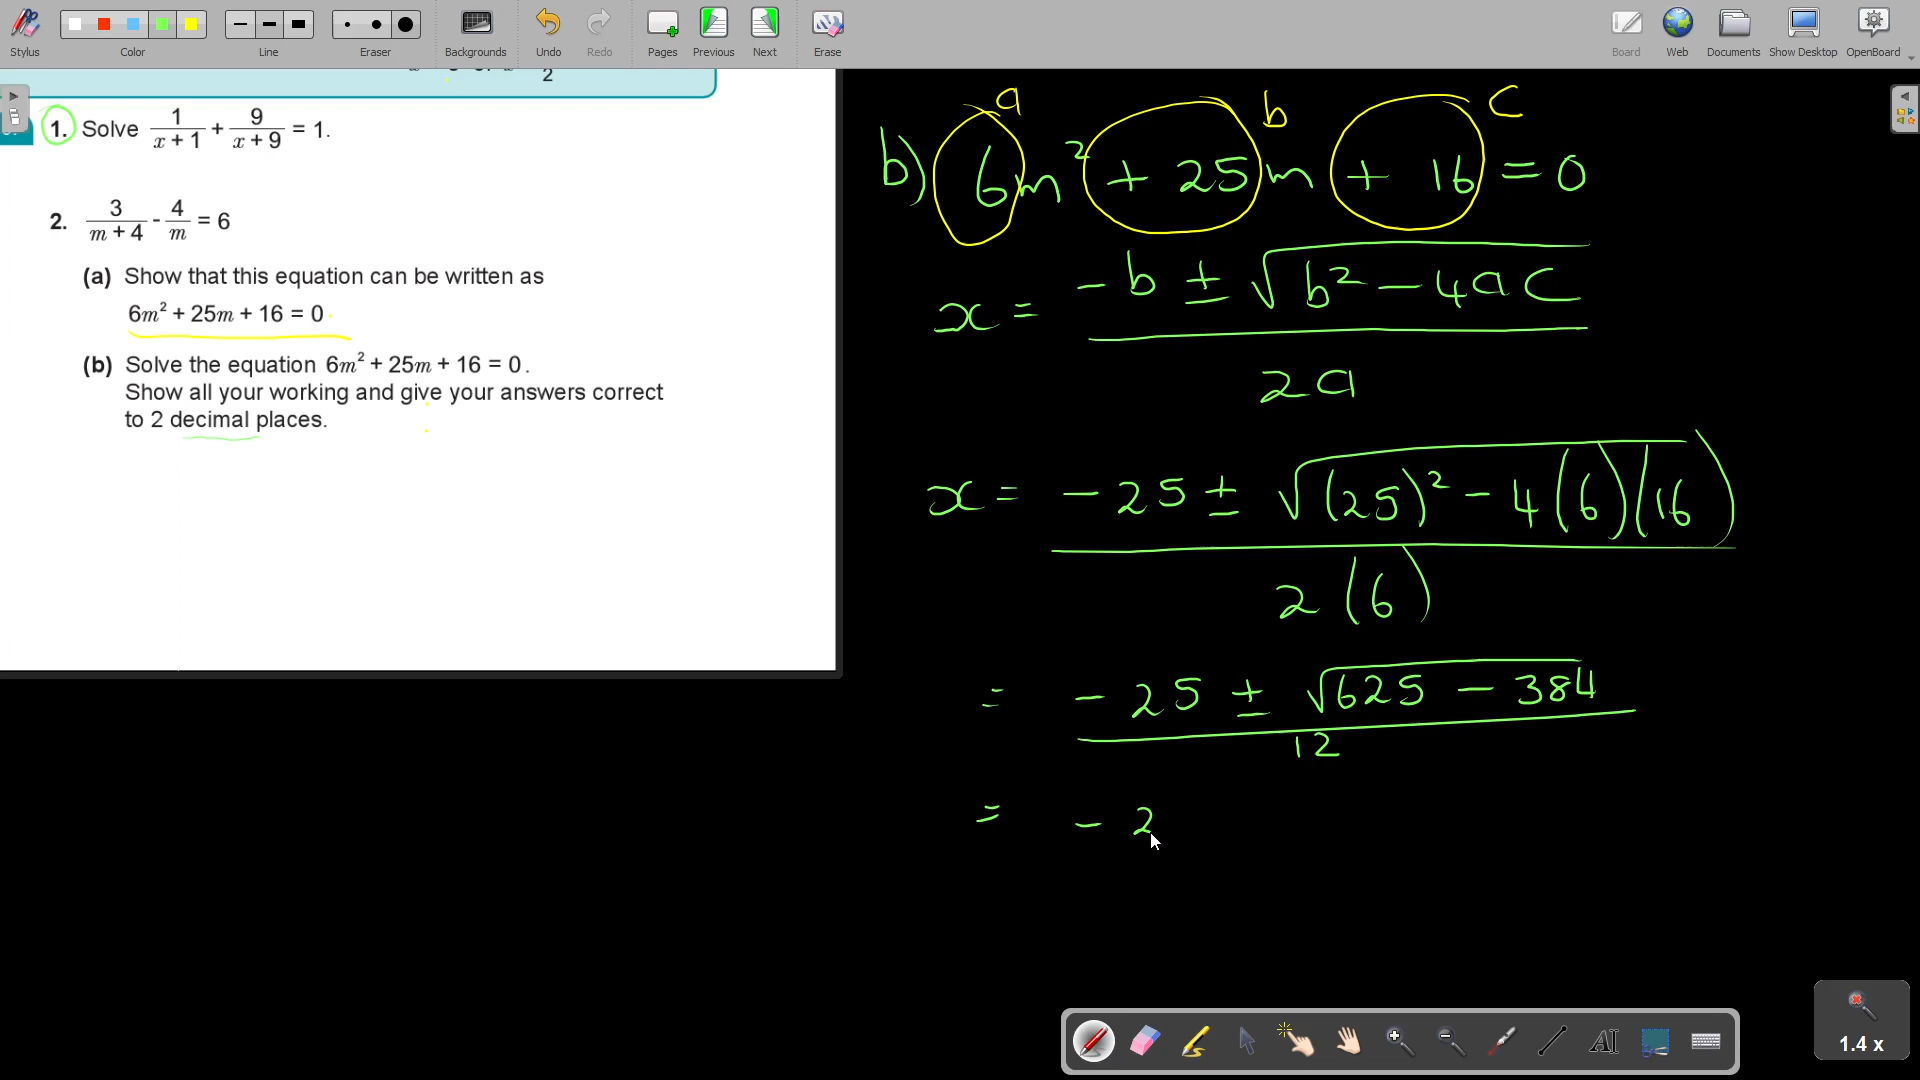 Stylus Color Line Eraser Backgrounds Undo Redo Pages Previous Next Erase Board Web Documents Show Desktop OpenBoard
2
1. Solve 1/(x + 1) + 9/(x + 9) = 1.
2. 3/(m + 4) - 4/m = 6
(a) Show that this equation can be written as
6m² + 25m + 16 = 0
(b) Solve the equation 6m² + 25m + 16 = 0.
Show all your working and give your answers correct
to 2 decimal places.
a b c
b) 6m² + 25m + 16 = 0
x = (-b ± √(b² - 4ac)) / 2a
x = (-25 ± √((25)² - 4(6)(16))) / 2(6)
= (-25 ± √(625 - 384)) / 12
= - 2
1.4 x